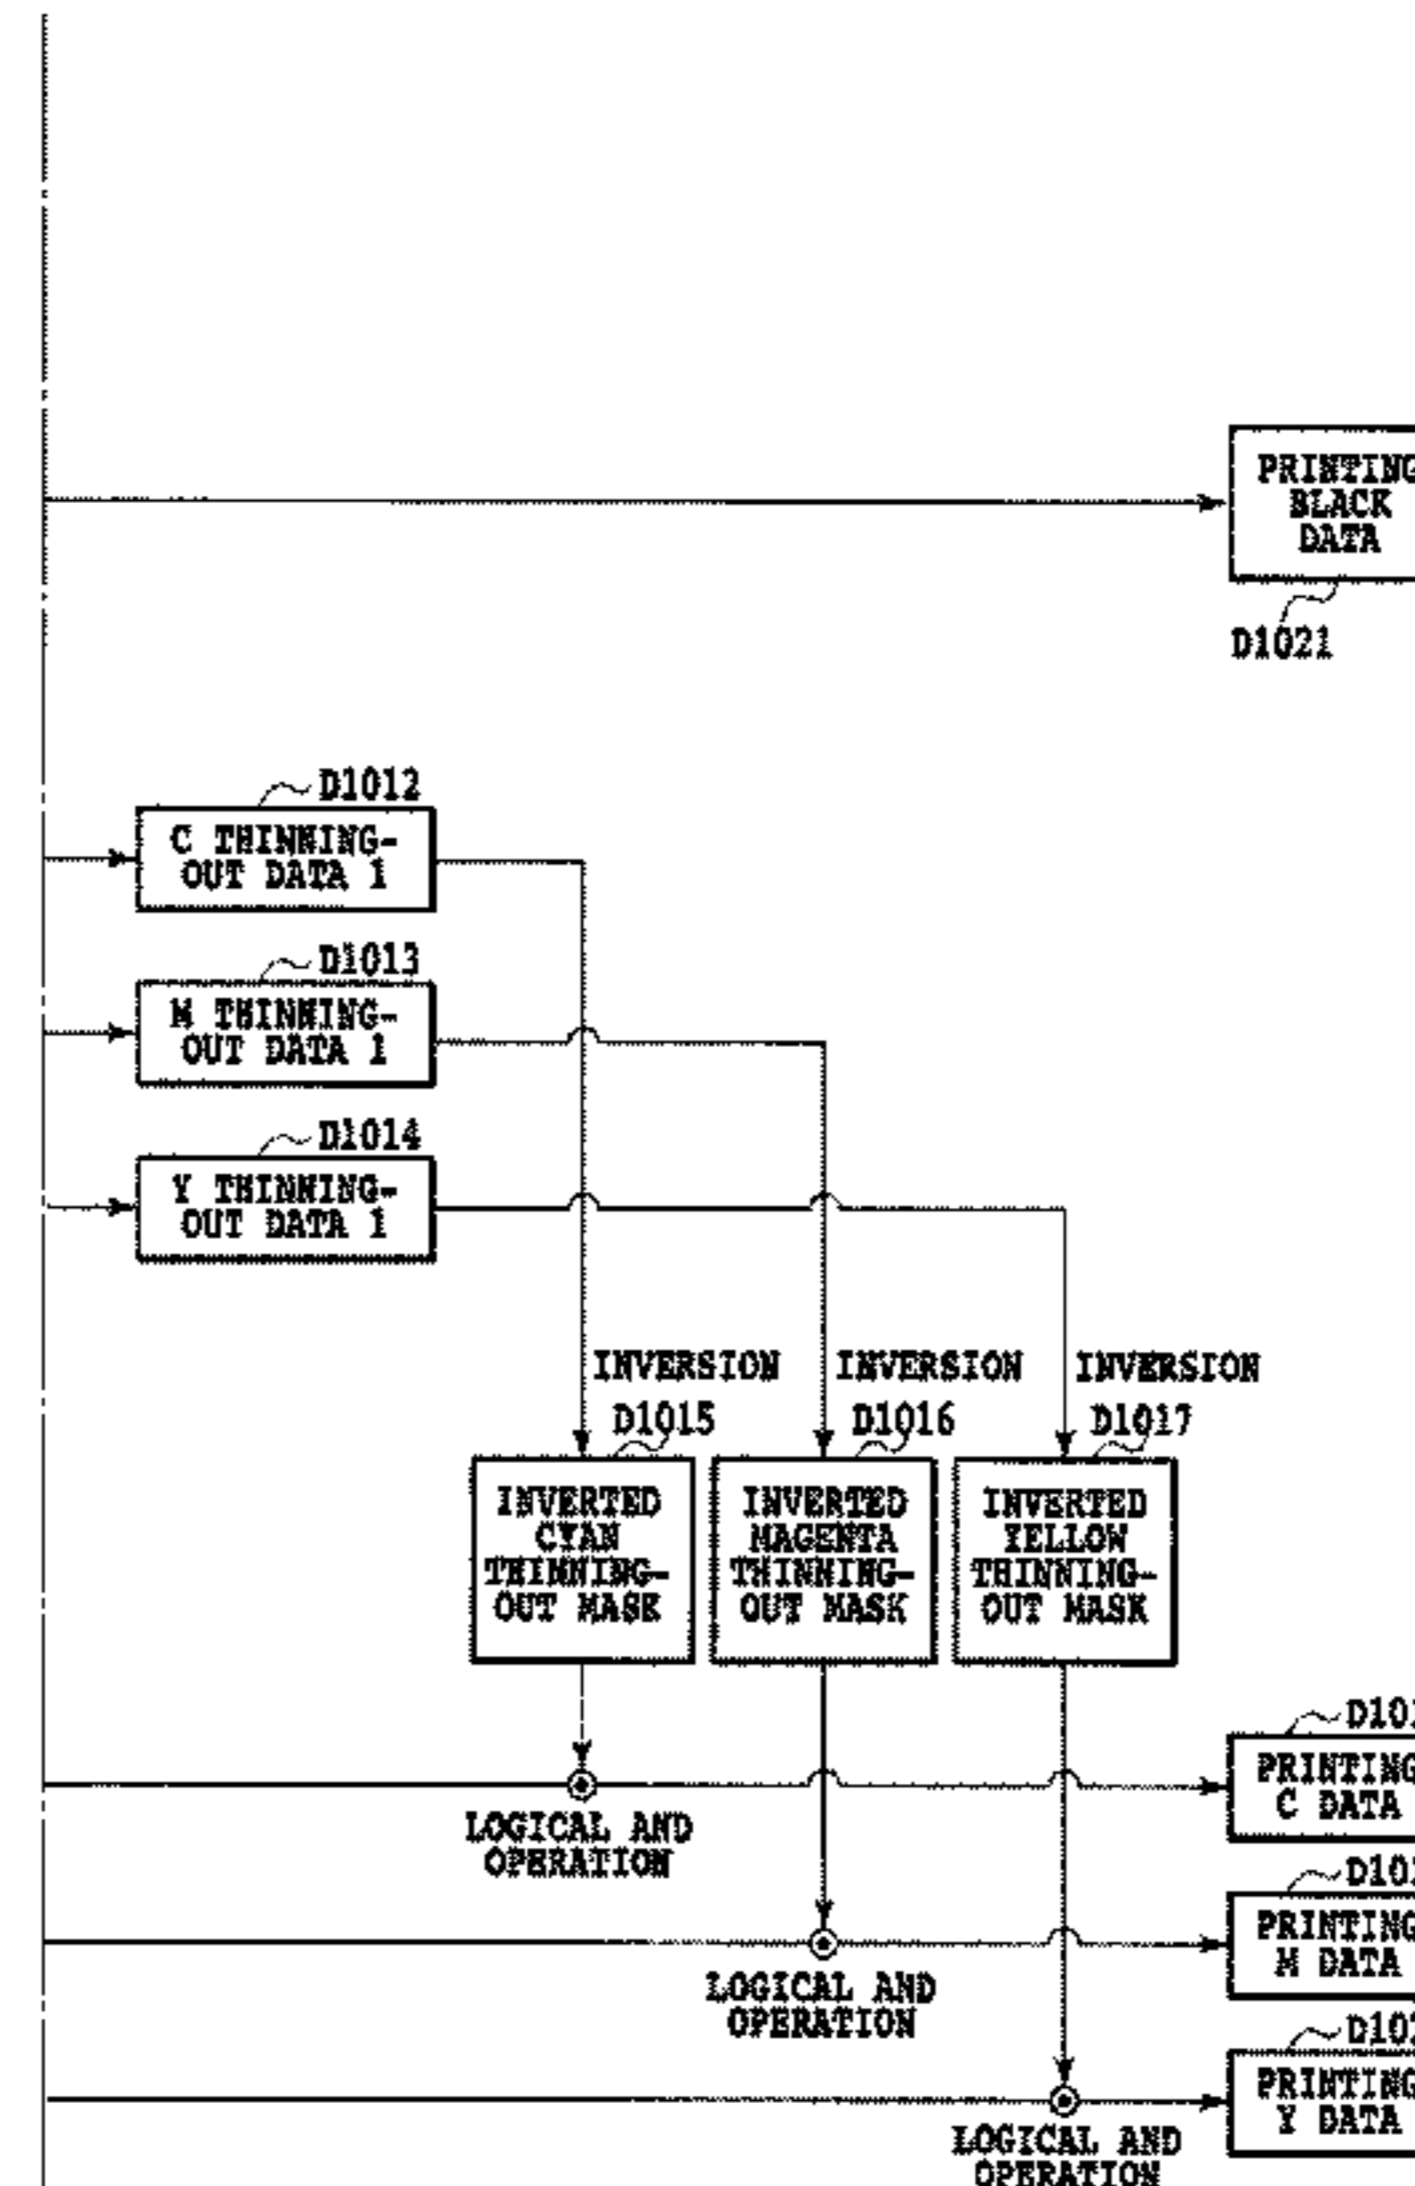 PRINTING
BLACK
DATA
D1021
D1012
C THINNING-
OUT DATA 1
D1013
M THINNING-
OUT DATA 1
D1014
Y THINNING-
OUT DATA 1
INVERSION
INVERSION
INVERSION
D1015
D1016
D1017
INVERTED
CYAN
THINNING-
OUT MASK
INVERTED
MAGENTA
THINNING-
OUT MASK
INVERTED
YELLOW
THINNING-
OUT MASK
PRINTING
C DATA
LOGICAL AND
OPERATION
PRINTING
M DATA
LOGICAL AND
OPERATION
PRINTING
Y DATA
LOGICAL AND
OPERATION